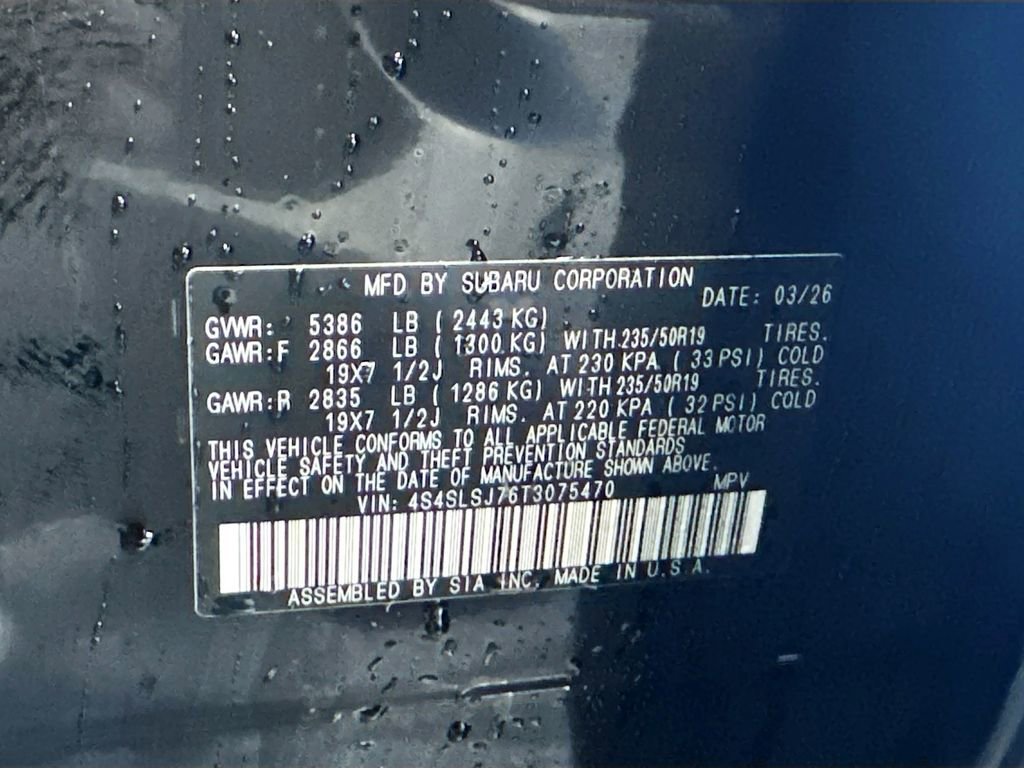 MFD BY SUBARU CORPORATION
DATE: 03/26
GVWR: 5386 LB ( 2443 KG)
GAWR:F 2866 LB ( 1300 KG) WITH 235/50R19 TIRES.
19X7 1/2J RIMS. AT 230 KPA ( 33 PSI) COLD
GAWR:R 2835 LB ( 1286 KG) WITH 235/50R19 TIRES.
19X7 1/2J RIMS. AT 220 KPA ( 32 PSI) COLD
THIS VEHICLE CONFORMS TO ALL APPLICABLE FEDERAL MOTOR
VEHICLE SAFETY AND THEFT PREVENTION STANDARDS
IN EFFECT ON THE DATE OF MANUFACTURE SHOWN ABOVE.
VIN: 4S4SLSJ76T3075470 MPV
ASSEMBLED BY SIA INC. MADE IN U.S.A.